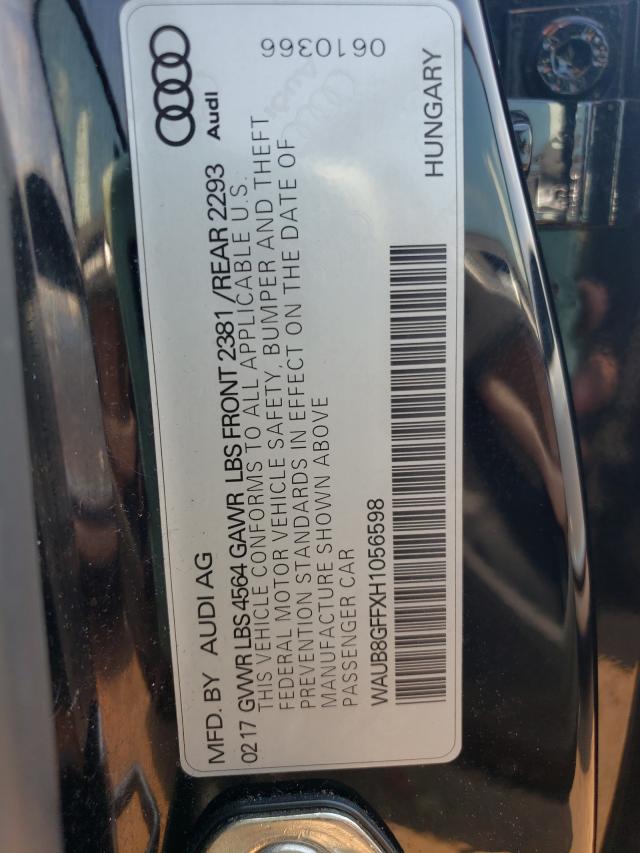 MFD. BY AUDI AG
Audi
0217 GVWR LBS 4564 GAWR LBS FRONT 2381 /REAR 2293
THIS VEHICLE CONFORMS TO ALL APPLICABLE U.S.
FEDERAL MOTOR VEHICLE SAFETY, BUMPER AND THEFT
PREVENTION STANDARDS IN EFFECT ON THE DATE OF
MANUFACTURE SHOWN ABOVE
PASSENGER CAR
WAUB8GFFXH1056598
HUNGARY
0610366
Audi